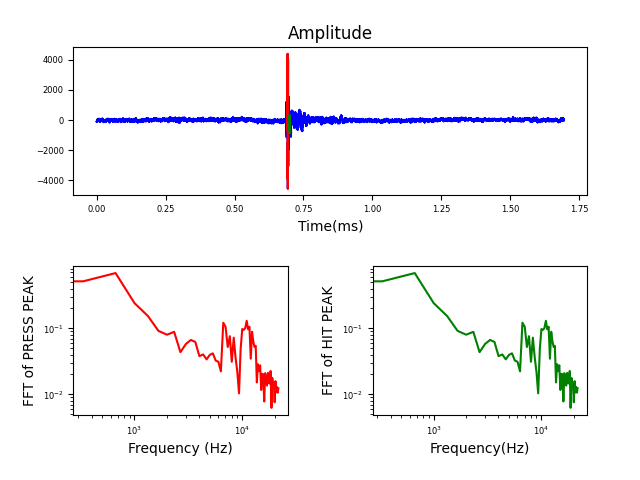 Amplitude
4000
2000
0
−2000
−4000
0.00 0.25 0.50 0.75 1.00 1.25 1.50 1.75
Time(ms)
FFT of PRESS PEAK
10⁻¹
10⁻²
10³ 10⁴
Frequency (Hz)
FFT of HIT PEAK
10⁻¹
10⁻²
10³ 10⁴
Frequency(Hz)